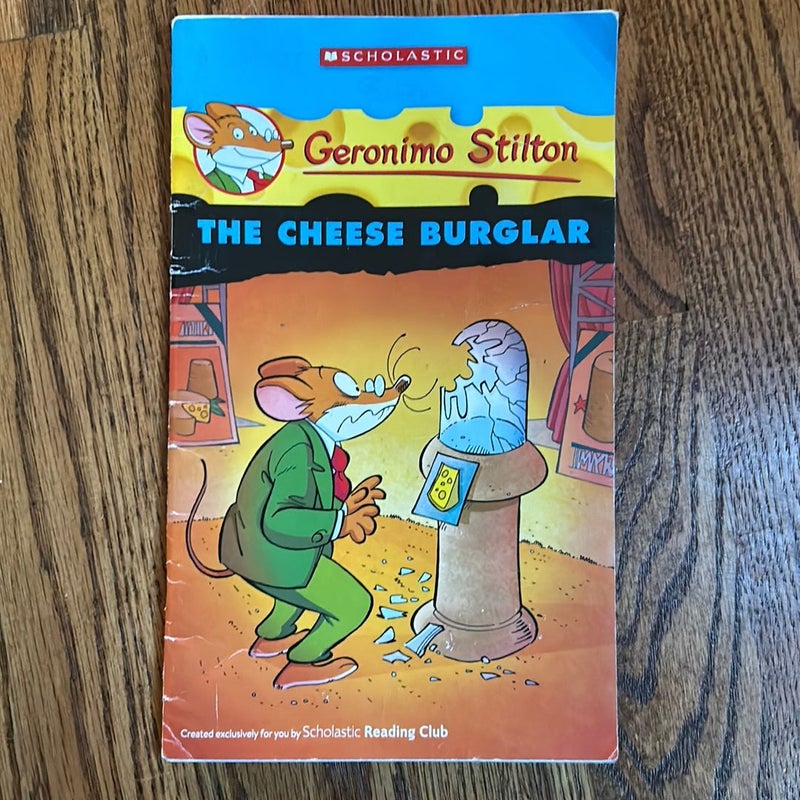 SCHOLASTIC
Geronimo Stilton
THE CHEESE BURGLAR
Created exclusively for you by Scholastic Reading Club